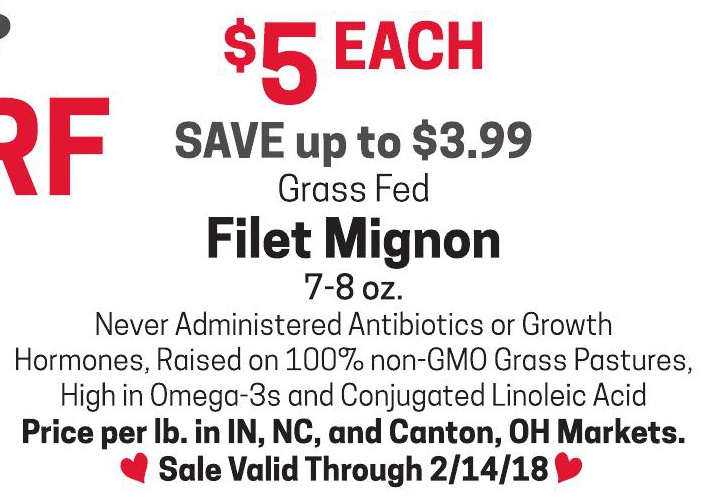 $5 EACH
RF
SAVE up to $3.99
Grass Fed
Filet Mignon
7-8 oz.
Never Administered Antibiotics or Growth
Hormones, Raised on 100% non-GMO Grass Pastures,
High in Omega-3s and Conjugated Linoleic Acid
Price per lb. in IN, NC, and Canton, OH Markets.
Sale Valid Through 2/14/18